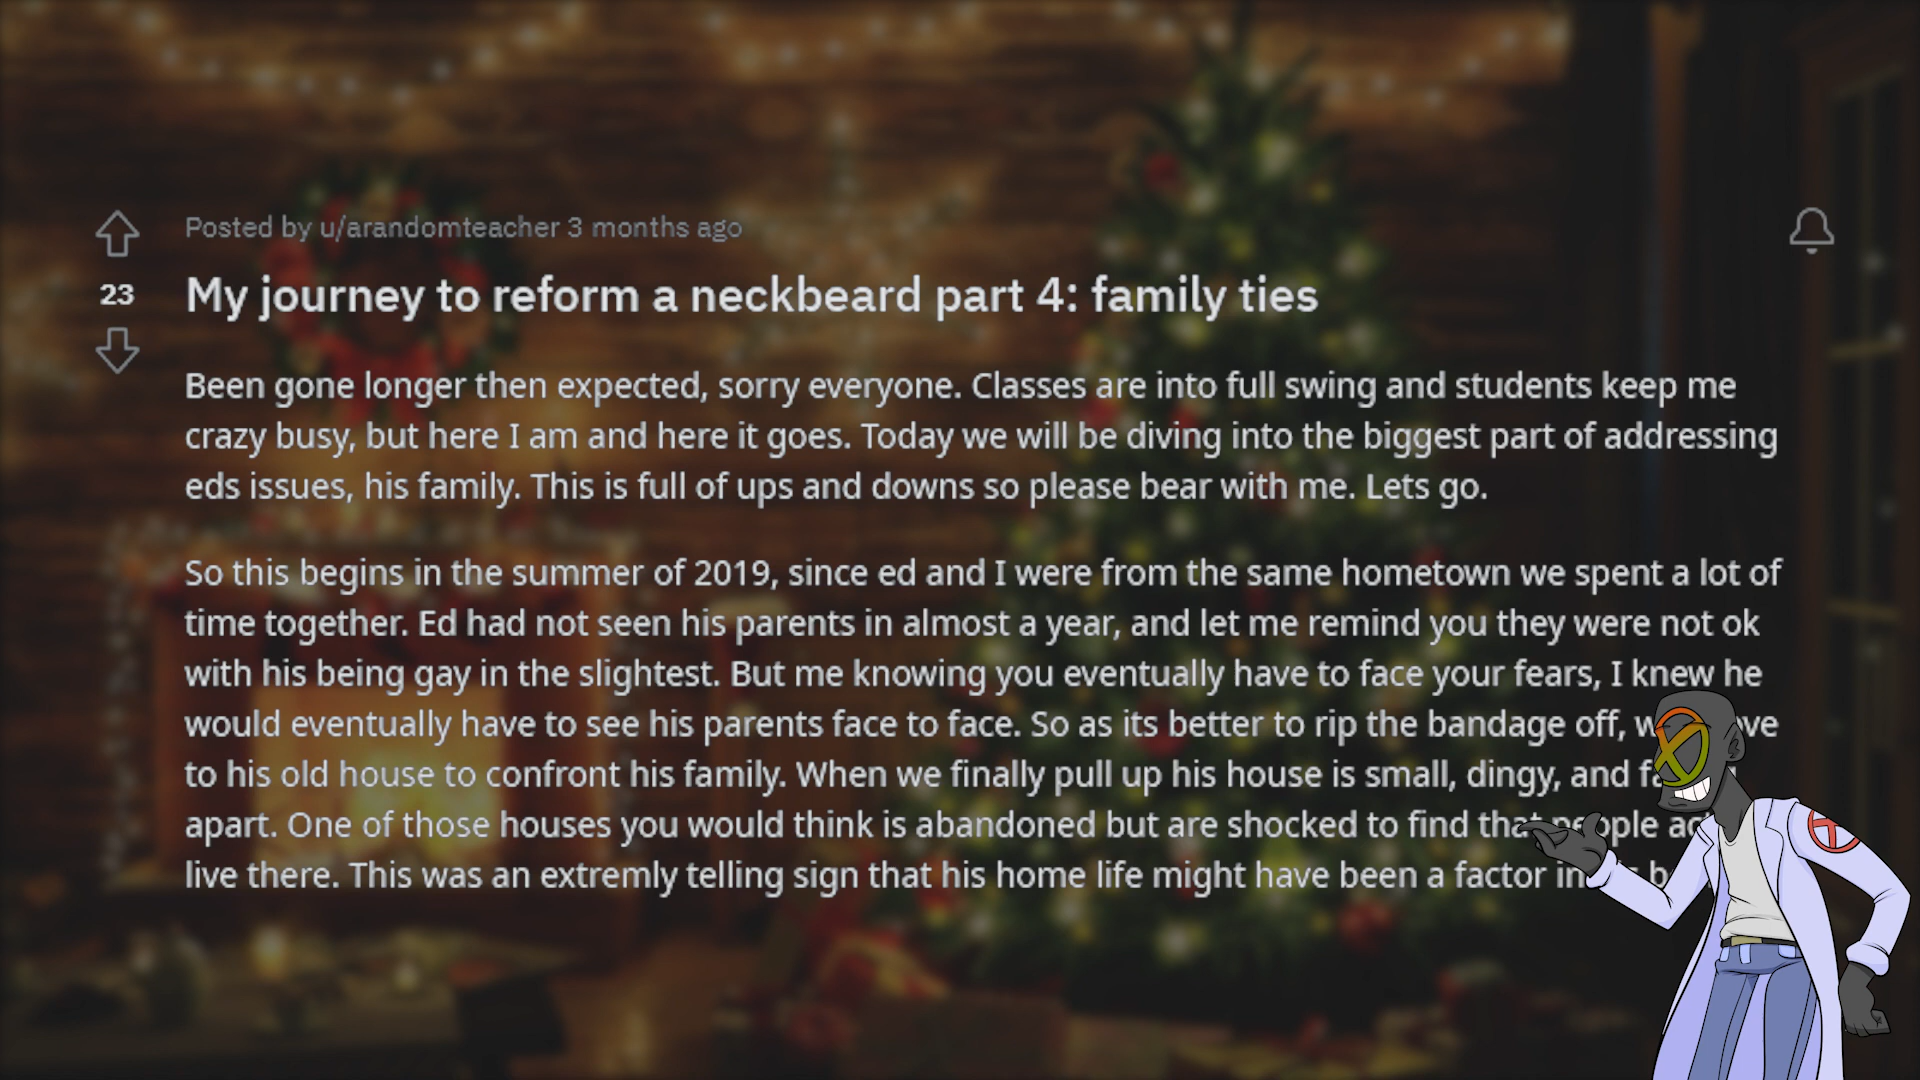 Posted by u/arandomteacher 3 months ago
23
My journey to reform a neckbeard part 4: family ties
Been gone longer then expected, sorry everyone. Classes are into full swing and students keep me
crazy busy, but here I am and here it goes. Today we will be diving into the biggest part of addressing
eds issues, his family. This is full of ups and downs so please bear with me. Lets go.
So this begins in the summer of 2019, since ed and I were from the same hometown we spent a lot of
time together. Ed had not seen his parents in almost a year, and let me remind you they were not ok
with his being gay in the slightest. But me knowing you eventually have to face your fears, I knew he
would eventually have to see his parents face to face. So as its better to rip the bandage off,
to his old house to confront his family. When we finally pull up his house is small, dingy, and
apart. One of those houses you would think is abandoned but are shocked to find that people
live there. This was an extremly telling sign that his home life might have been a factor